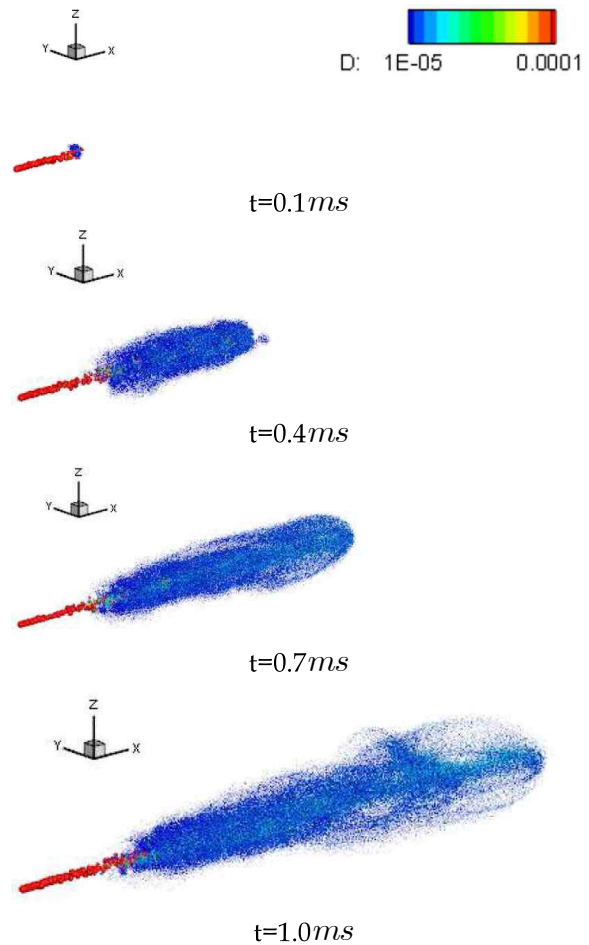 Z
Y X
D: 1E-05 0.0001
t=0.1ms
Z
Y X
t=0.4ms
Z
Y X
t=0.7ms
Z
Y X
t=1.0ms